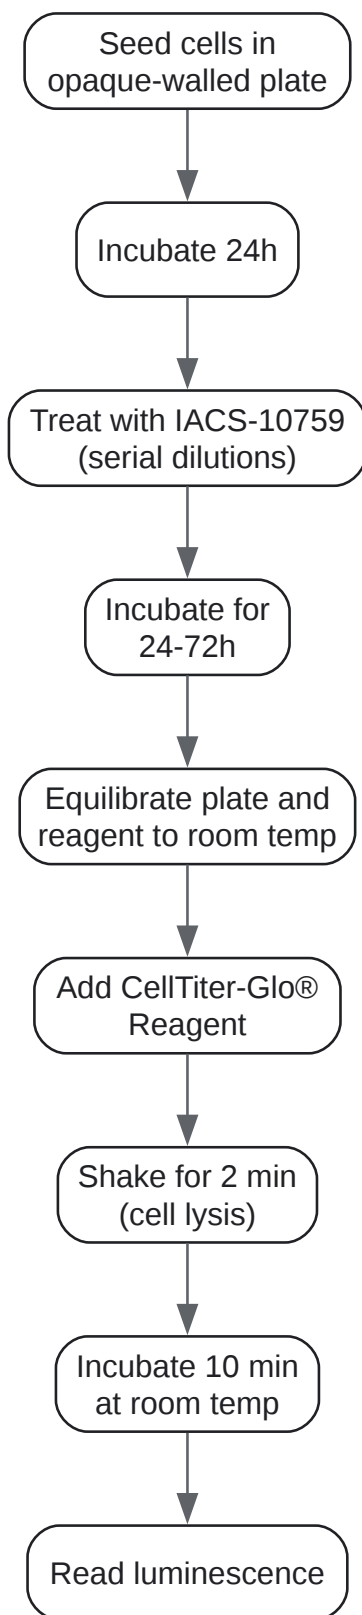 Seed cells in
opaque-walled plate
Incubate 24h
Treat with IACS-10759
(serial dilutions)
Incubate for
24-72h
Equilibrate plate and
reagent to room temp
Add CellTiter-Glo®
Reagent
Shake for 2 min
(cell lysis)
Incubate 10 min
at room temp
Read luminescence